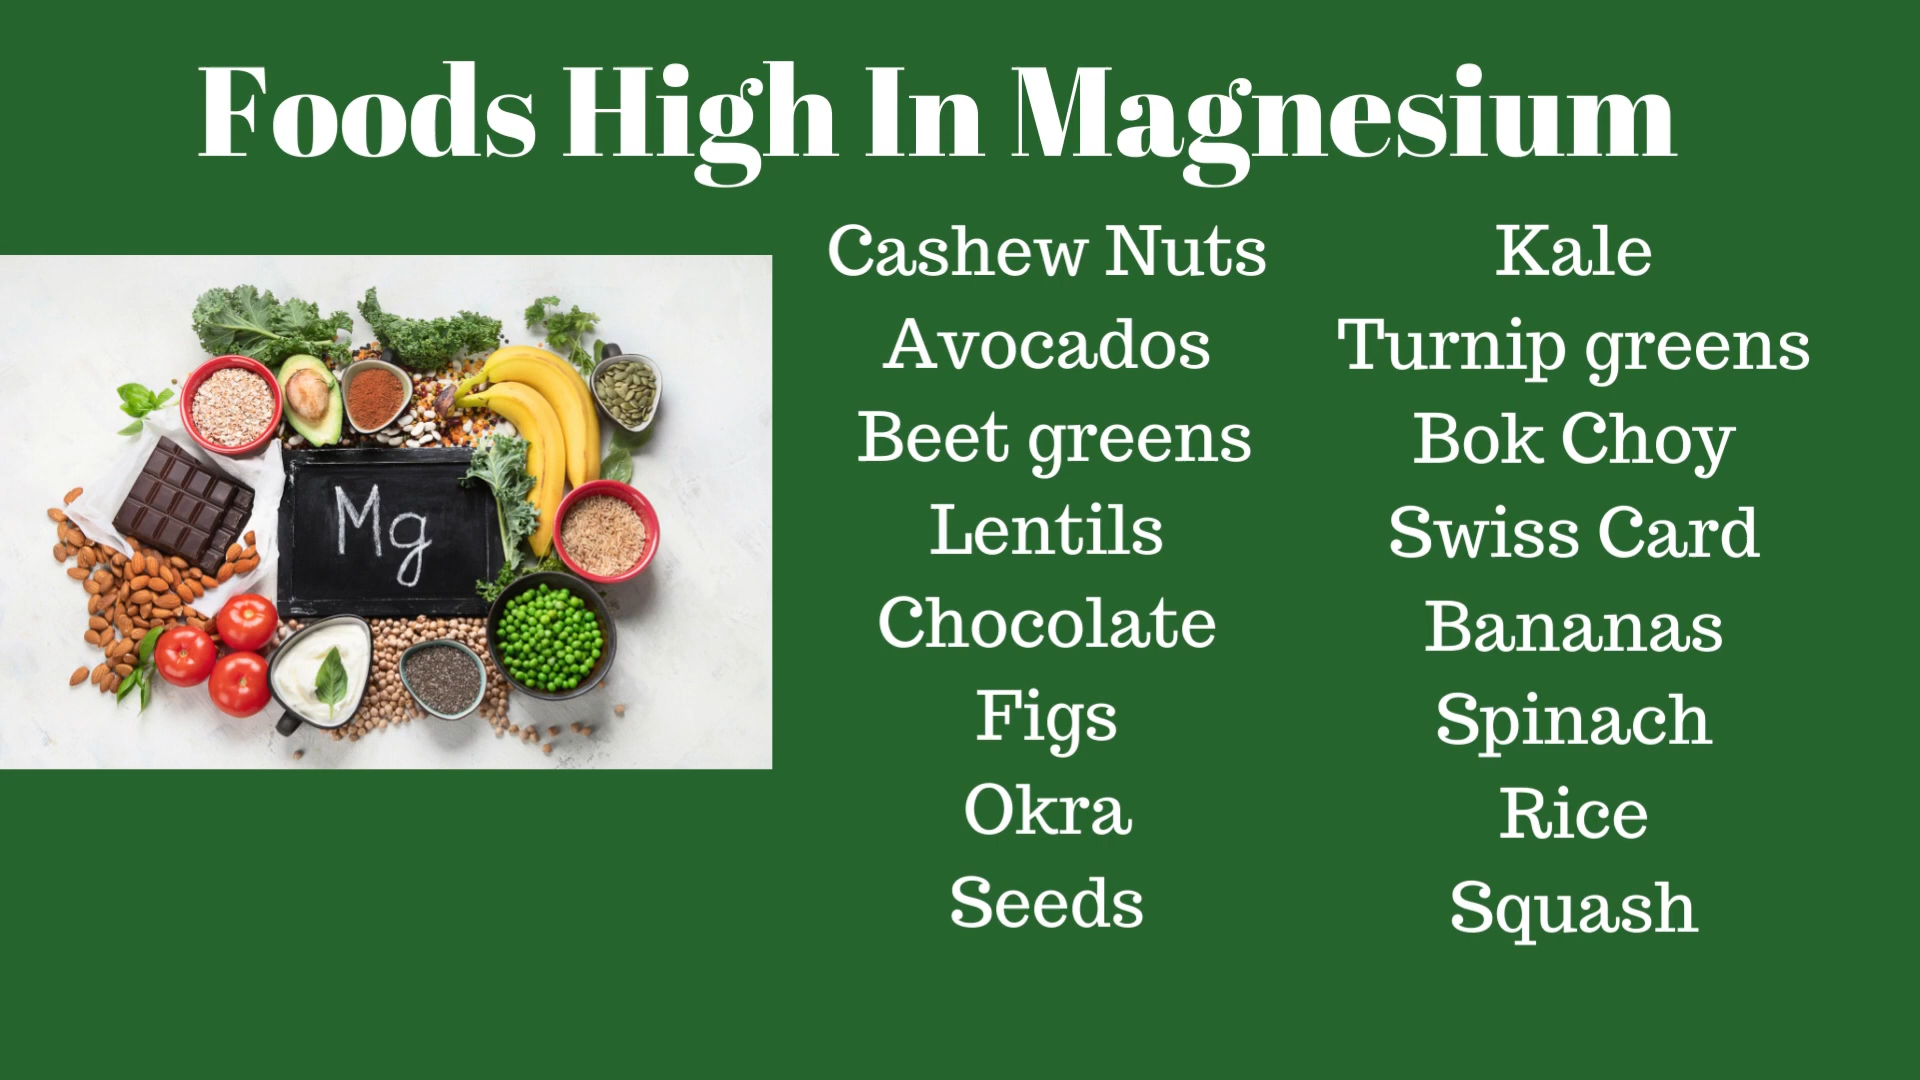 Foods High In Magnesium
Mg
Cashew Nuts
Avocados
Beet greens
Lentils
Chocolate
Figs
Okra
Seeds
Kale
Turnip greens
Bok Choy
Swiss Card
Bananas
Spinach
Rice
Squash